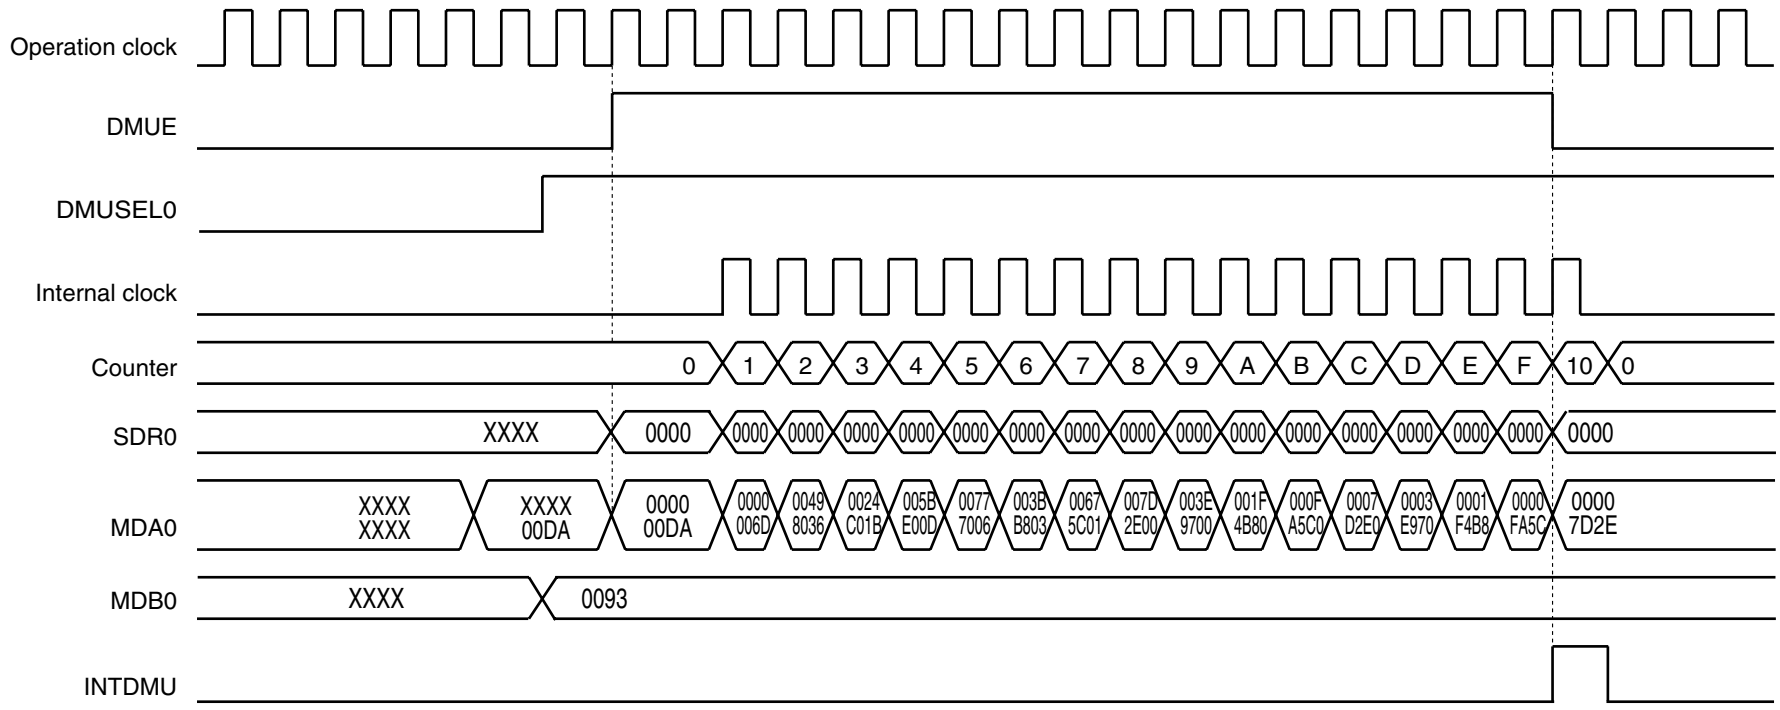 Operation clock
DMUE
DMUSEL0
Internal clock
Counter 0 1 2 3 4 5 6 7 8 9 A B C D E F 10 0
SDR0 XXXX 0000 0000 0000 0000 0000 0000 0000 0000 0000 0000 0000 0000 0000 0000 0000 0000 0000
XXXX XXXX 0000 0000 0049 0024 005B 0077 003B 0067 007D 003E 001F 000F 0007 0003 0001 0000 0000
MDA0
XXXX 00DA 00DA 006D 8036 C01B E00D 7006 B803 5C01 2E00 9700 4B80 A5C0 D2E0 E970 F4B8 FA5C 7D2E
MDB0 XXXX 0093
INTDMU